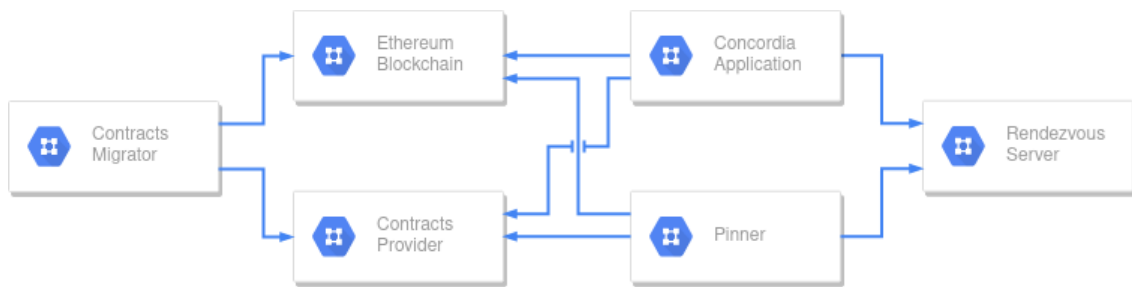 Ethereum
Blockchain
Concordia
Application
Contracts
Migrator
Rendezvous
Server
Contracts
Provider
Pinner